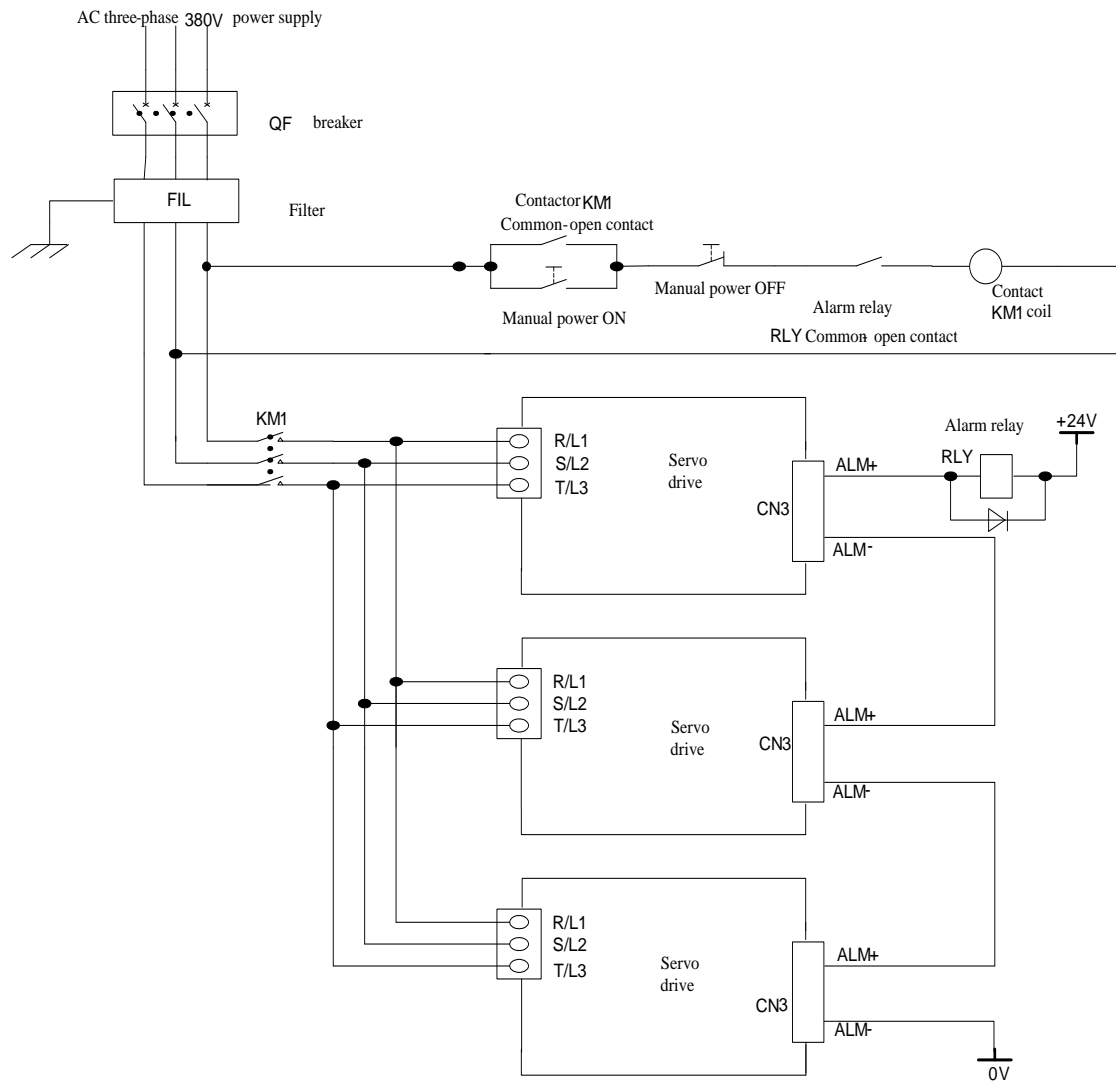 AC three-phase 380V power supply
QF breaker
FIL
Filter
Contactor KM1
Common-open contact
Manual power ON
Manual power OFF
Alarm relay
RLY Common- open contact
Contact
KM1 coil
KM1
R/L1
S/L2
T/L3
Servo
drive
CN3
ALM+
ALM-
Alarm relay
RLY
+24V
R/L1
S/L2
T/L3
Servo
drive
CN3
ALM+
ALM-
R/L1
S/L2
T/L3
Servo
drive
CN3
ALM+
ALM-
0V